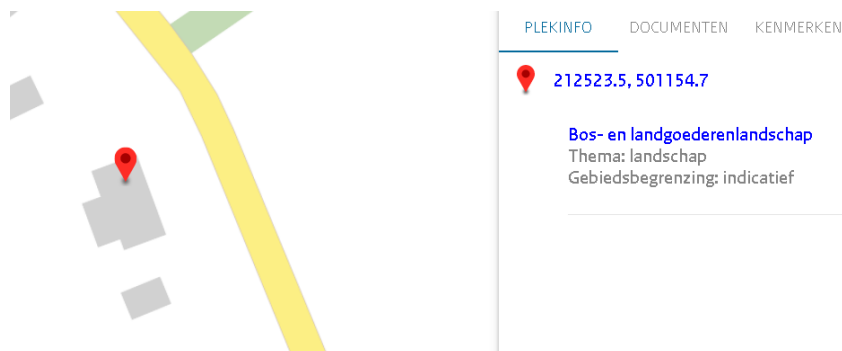 PLEKINFO DOCUMENTEN KENMERKEN
212523.5, 501154.7
Bos- en landgoederenlandschap
Thema: landschap
Gebiedsbegrenzing: indicatief